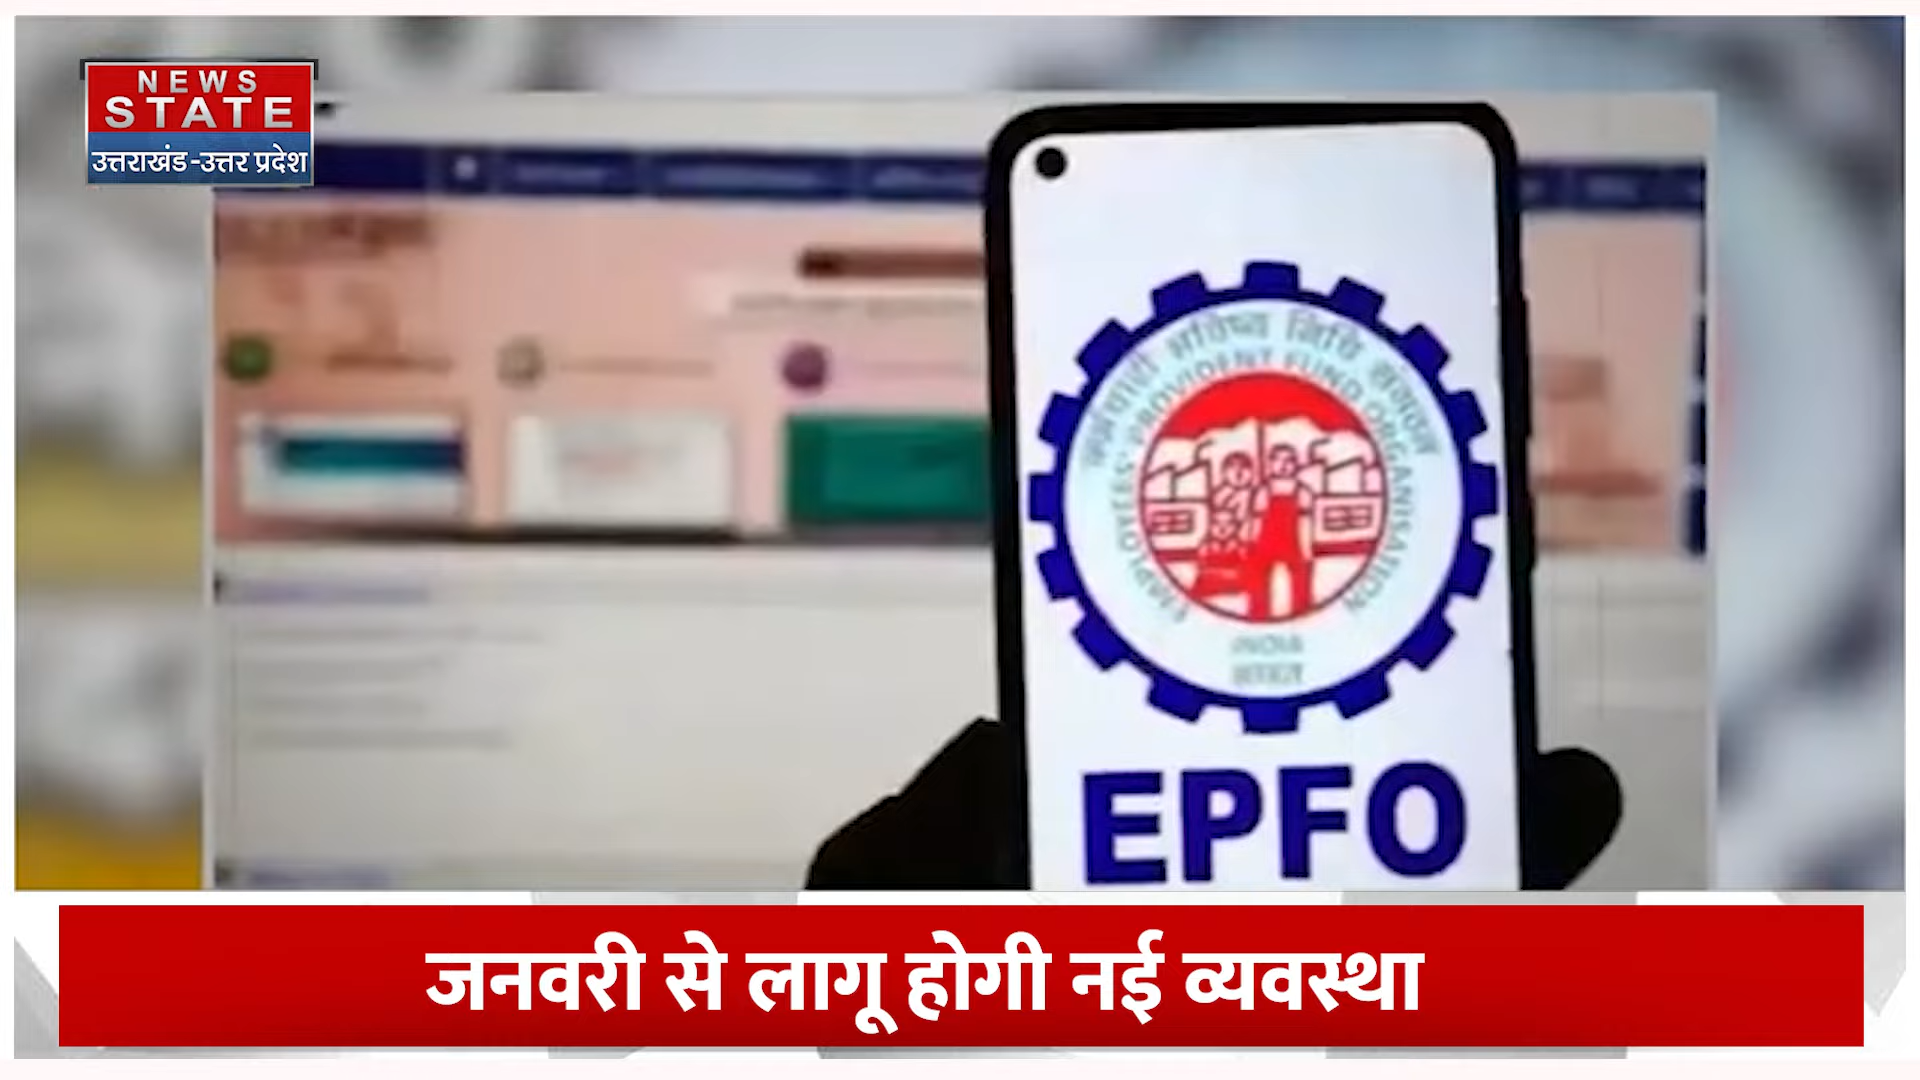 NEWS
STATE
उत्तराखंड-उत्तर प्रदेश
कर्मचारी भविष्य निधि संगठन
EMPLOYEES' PROVIDENT FUND ORGANISATION
INDIA
भारत
EPFO
जनवरी से लागू होगी नई व्यवस्था